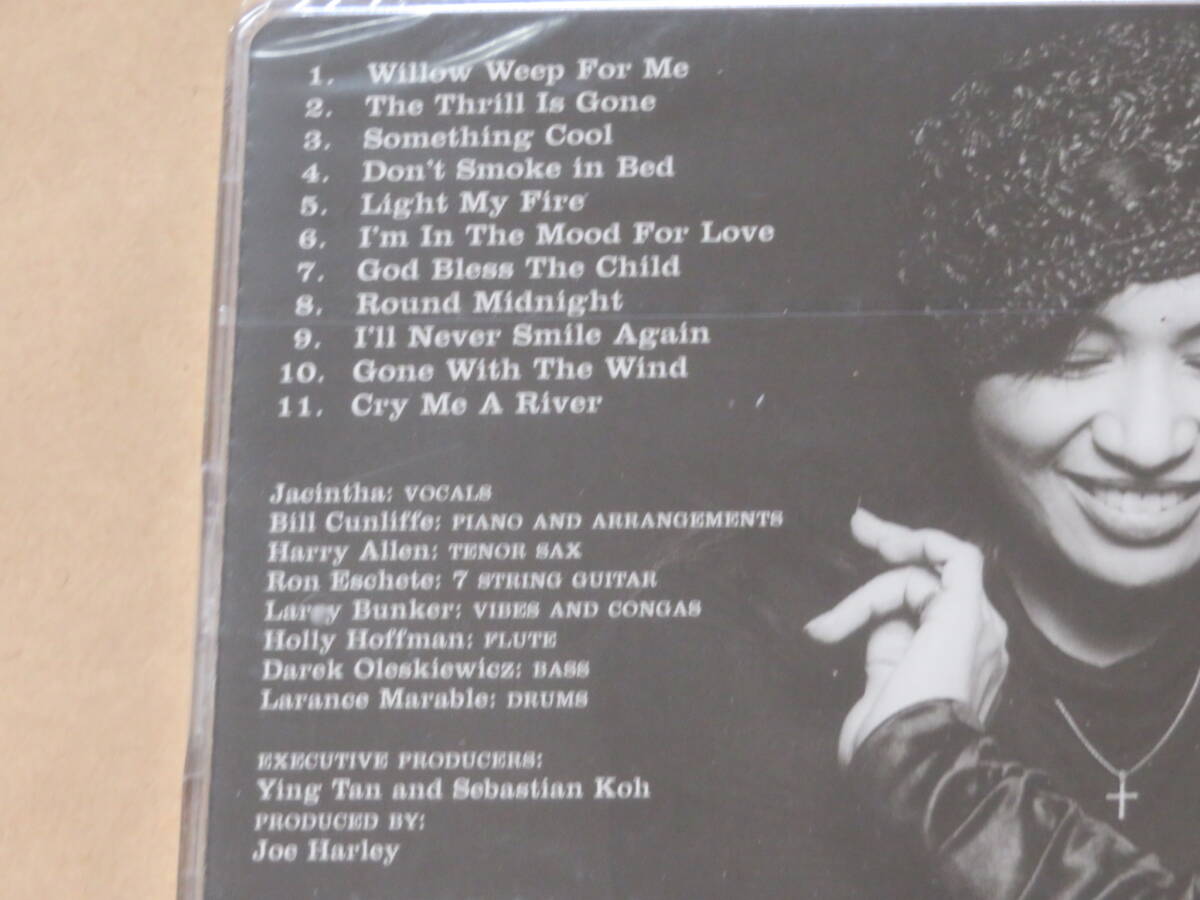 1. Willow Weep For Me
2. The Thrill Is Gone
3. Something Cool
4. Don't Smoke in Bed
5. Light My Fire
6. I'm In The Mood For Love
7. God Bless The Child
8. Round Midnight
9. I'll Never Smile Again
10. Gone With The Wind
11. Cry Me A River
Jacintha: VOCALS
Bill Cunliffe: PIANO AND ARRANGEMENTS
Harry Allen: TENOR SAX
Ron Eschete: 7 STRING GUITAR
Larry Bunker: VIBES AND CONGAS
Holly Hoffman: FLUTE
Darek Oleskiewicz: BASS
Larance Marable: DRUMS
EXECUTIVE PRODUCERS:
Ying Tan and Sebastian Koh
PRODUCED BY:
Joe Harley